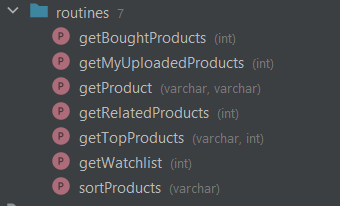 routines 7
P getBoughtProducts (int)
P getMyUploadedProducts (int)
P getProduct (varchar, varchar)
P getRelatedProducts (int)
P getTopProducts (varchar, int)
P getWatchlist (int)
P sortProducts (varchar)